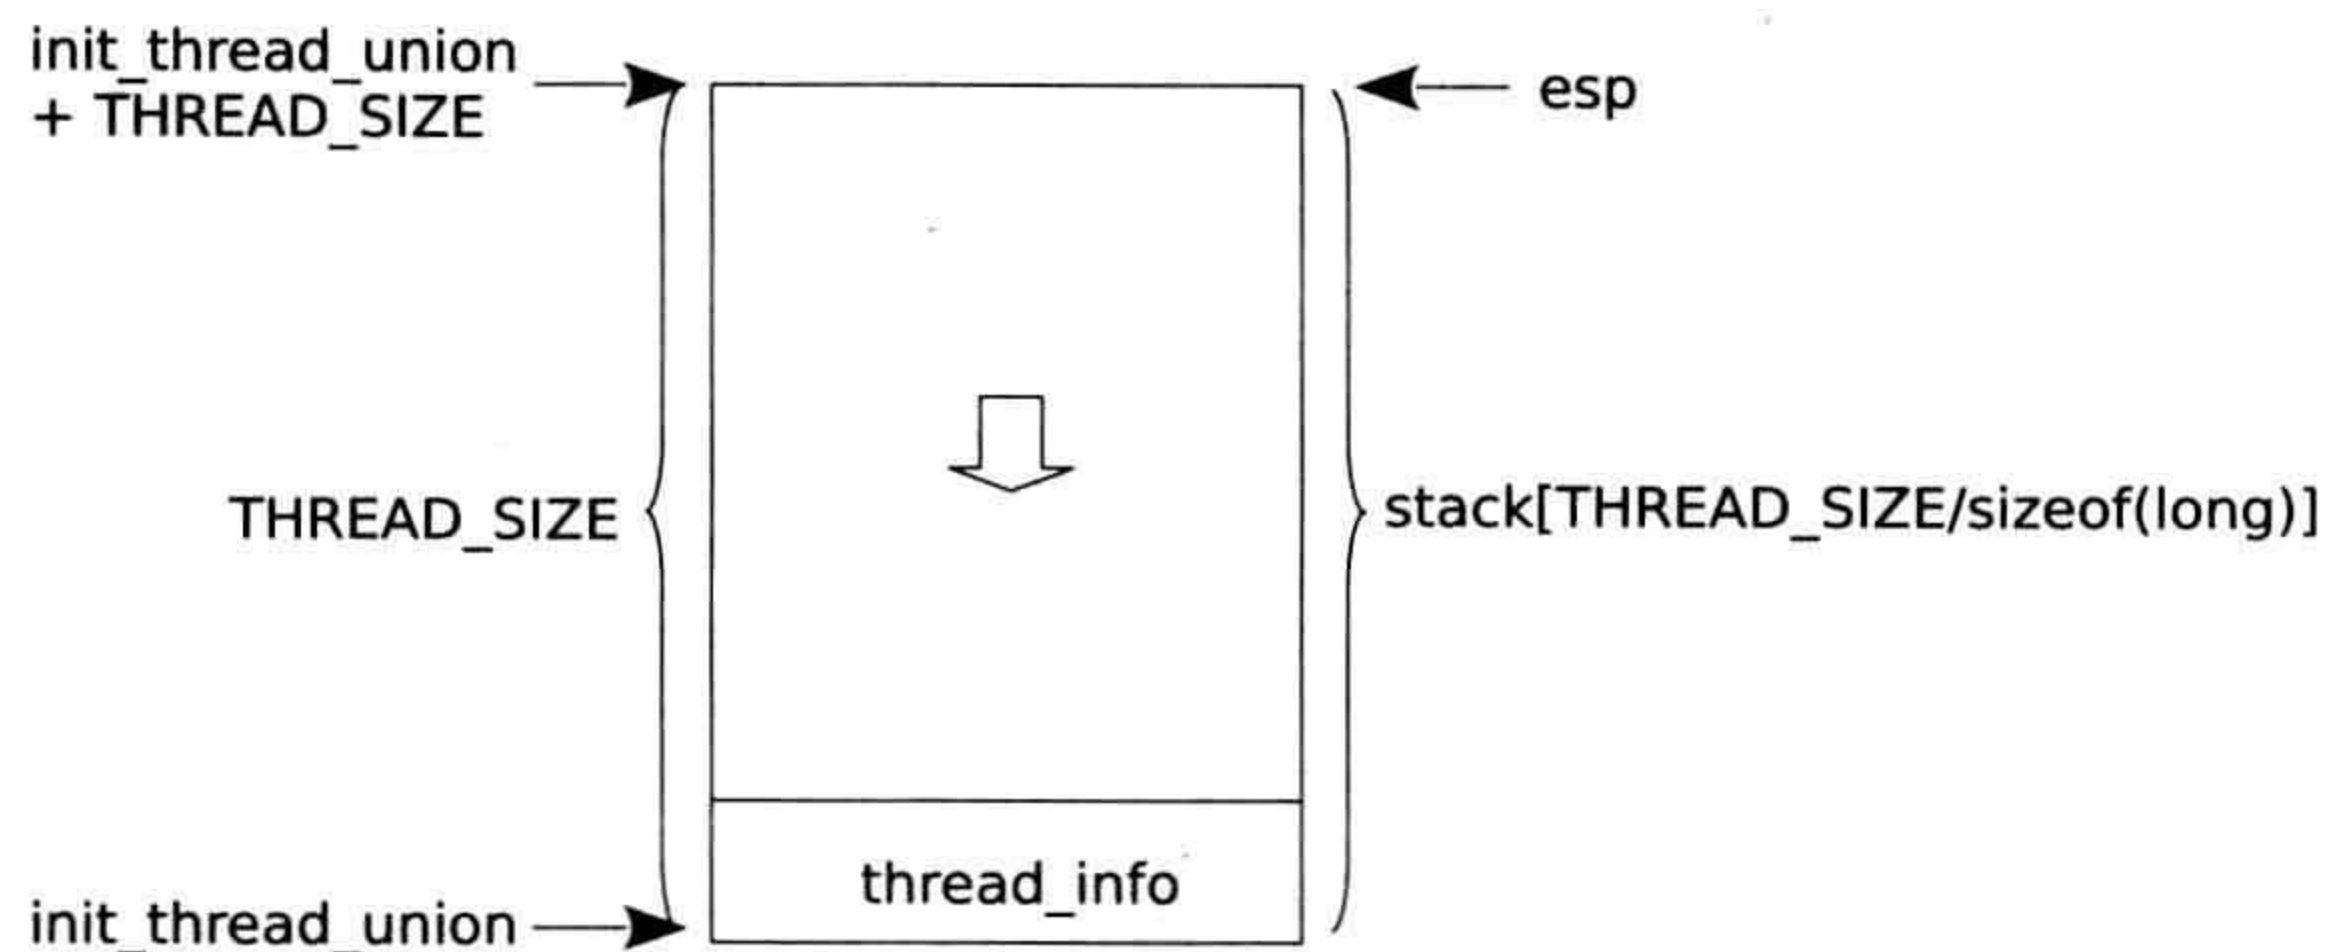 init_thread_union
+ THREAD_SIZE
esp
THREAD_SIZE
stack[THREAD_SIZE/sizeof(long)]
thread_info
init_thread_union